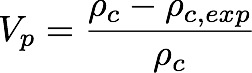 V_p = \frac{\rho_c - \rho_{c,exp}}{\rho_c}